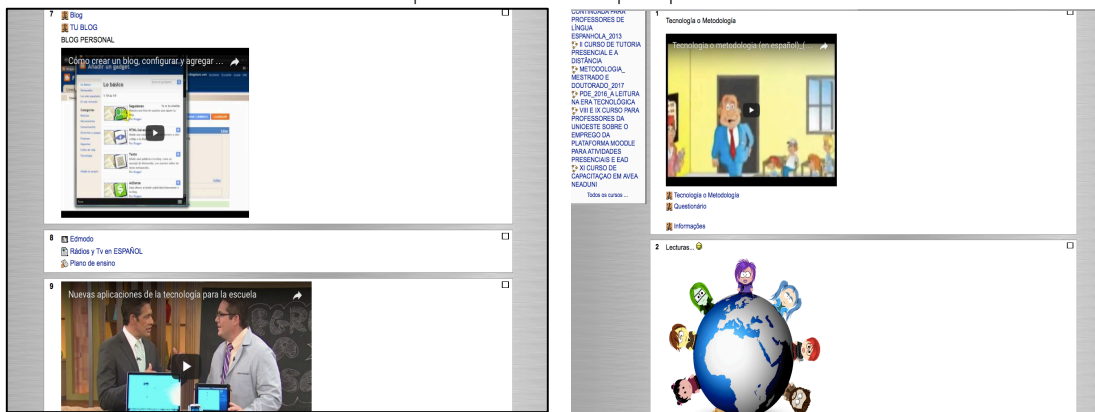 7 Blog
TU BLOG
BLOG PERSONAL
Cómo crear un blog, configurar y agregar ...
Añadir un gadget
Lo básico
8 Edmodo
Rádios y Tv en ESPAÑOL
Plano de ensino
9
Nuevas aplicaciones de la tecnología para la escuela
CONTINUADA PARA
PROFESSORES DE
LÍNGUA
ESPANHOLA_2013
II CURSO DE TUTORIA
PRESENCIAL E A
DISTÂNCIA
METODOLOGIA_
MESTRADO E
DOUTORADO_2017
PDE_2016_A LEITURA
NA ERA TECNOLÓGICA
VIII E IX CURSO PARA
PROFESSORES DA
UNIOESTE SOBRE O
EMPREGO DA
PLATAFORMA MOODLE
PARA ATIVIDADES
PRESENCIAIS E EAD
XI CURSO DE
CAPACITAÇAO EM AVEA
NEADUNI
Todos os cursos ...
1
Tecnología o Metodología
Tecnología o metodología (en español)_(...
Tecnología o Metodología
Questionário
Informações
2 Lecturas...